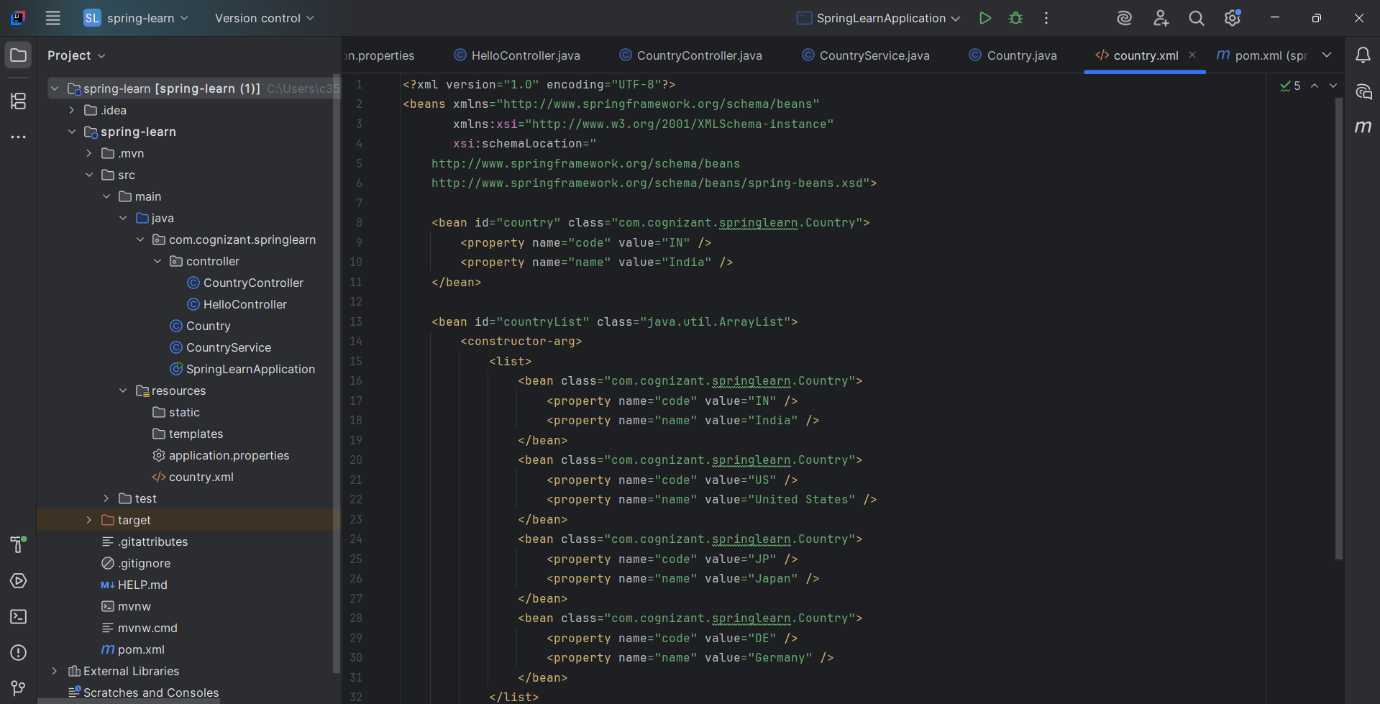 SL spring-learn Version control SpringLearnApplication
Project
on.properties HelloController.java CountryController.java CountryService.java Country.java </> country.xml m pom.xml (spr
spring-learn [spring-learn (1)] C:\Users\c35
.idea
spring-learn
.mvn
src
main
java
com.cognizant.springlearn
controller
CountryController
HelloController
Country
CountryService
SpringLearnApplication
resources
static
templates
application.properties
</> country.xml
test
target
.gitattributes
.gitignore
M↓ HELP.md
mvnw
mvnw.cmd
m pom.xml
External Libraries
Scratches and Consoles
5
1 <?xml version="1.0" encoding="UTF-8"?>
2 <beans xmlns="http://www.springframework.org/schema/beans"
3 xmlns:xsi="http://www.w3.org/2001/XMLSchema-instance"
4 xsi:schemaLocation="
5 http://www.springframework.org/schema/beans
6 http://www.springframework.org/schema/beans/spring-beans.xsd">
7
8 <bean id="country" class="com.cognizant.springlearn.Country">
9 <property name="code" value="IN" />
10 <property name="name" value="India" />
11 </bean>
12
13 <bean id="countryList" class="java.util.ArrayList">
14 <constructor-arg>
15 <list>
16 <bean class="com.cognizant.springlearn.Country">
17 <property name="code" value="IN" />
18 <property name="name" value="India" />
19 </bean>
20 <bean class="com.cognizant.springlearn.Country">
21 <property name="code" value="US" />
22 <property name="name" value="United States" />
23 </bean>
24 <bean class="com.cognizant.springlearn.Country">
25 <property name="code" value="JP" />
26 <property name="name" value="Japan" />
27 </bean>
28 <bean class="com.cognizant.springlearn.Country">
29 <property name="code" value="DE" />
30 <property name="name" value="Germany" />
31 </bean>
32 </list>
m